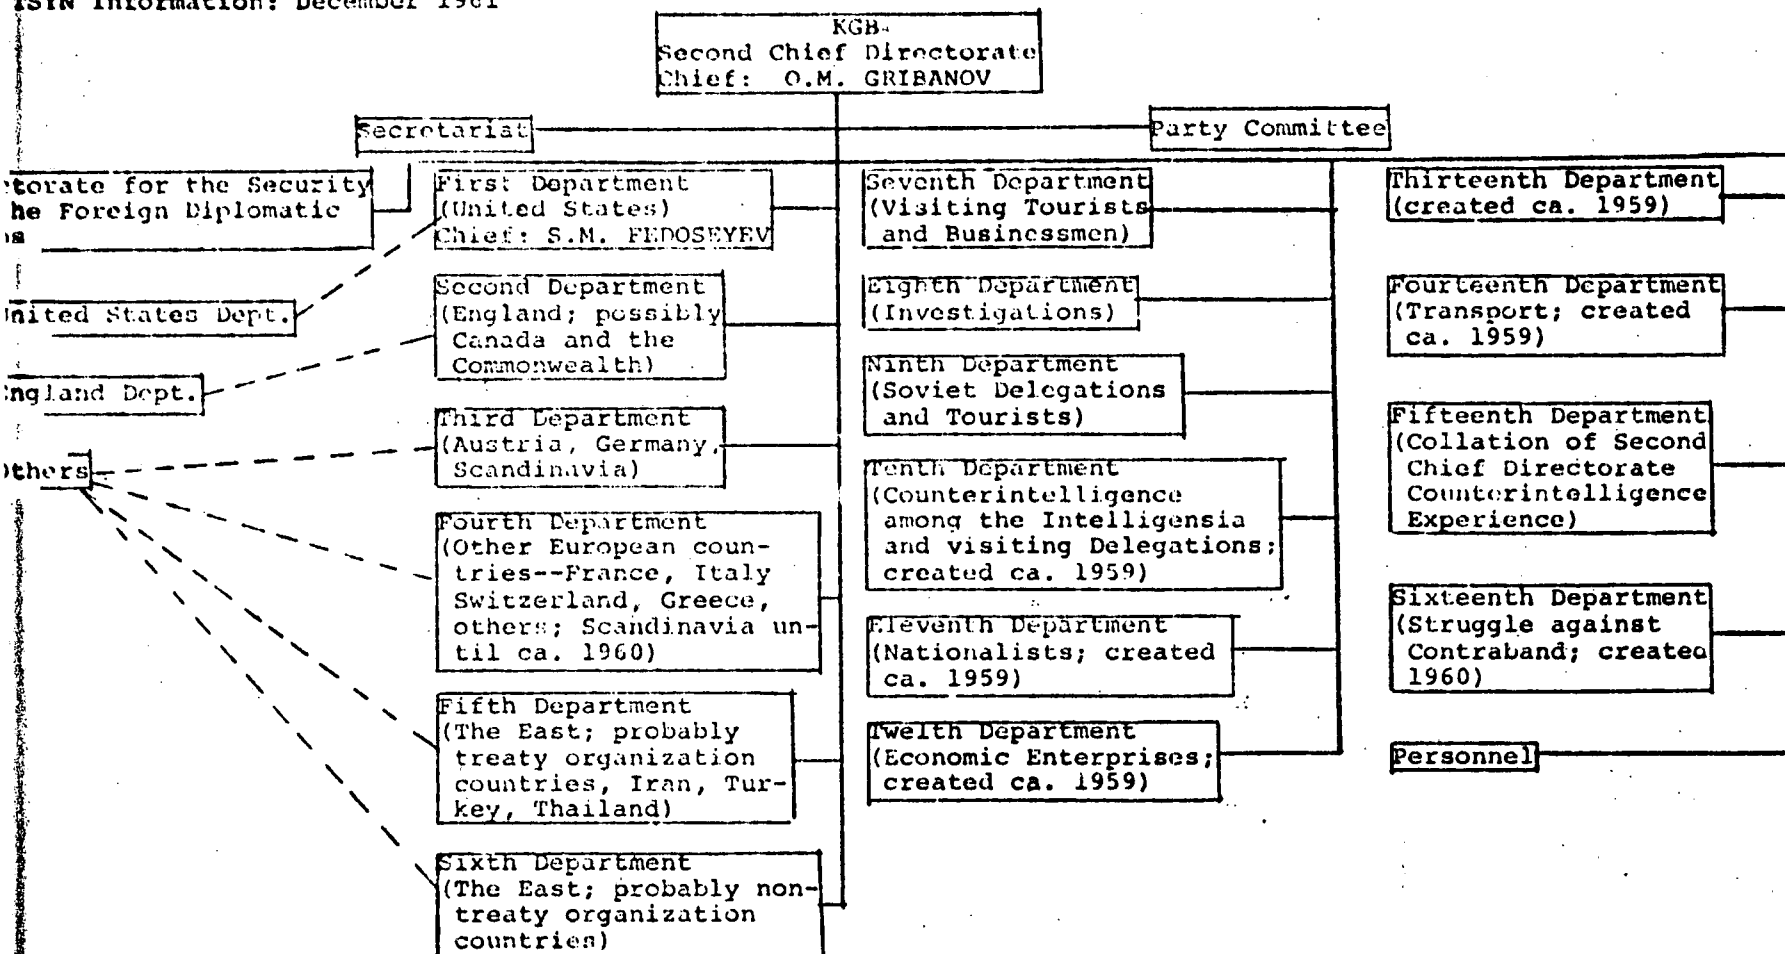 Information: December 1961
KGB
Second Chief Directorate
Chief: O.M. GRIBANOV
Secretariat
Party Committee
torate for the Security
he Foreign Diplomatic
First Department
(United States)
Chief: S.M. FEDOSEYEV
Seventh Department
(Visiting Tourists
and Businessmen)
Thirteenth Department
(created ca. 1959)
United States Dept.
Second Department
(England; possibly
Canada and the
Commonwealth)
Eighth Department
(Investigations)
Fourteenth Department
(Transport; created
ca. 1959)
England Dept.
Ninth Department
(Soviet Delegations
and Tourists)
Others
Third Department
(Austria, Germany,
Scandinavia)
Tenth Department
(Counterintelligence
among the Intelligensia
and visiting Delegations;
created ca. 1959)
Fifteenth Department
(Collation of Second
Chief Directorate
Counterintelligence
Experience)
Fourth Department
(Other European coun-
tries--France, Italy
Switzerland, Greece,
others; Scandinavia un-
til ca. 1960)
Eleventh Department
(Nationalists; created
ca. 1959)
Sixteenth Department
(Struggle against
Contraband; created
1960)
Fifth Department
(The East; probably
treaty organization
countries, Iran, Tur-
key, Thailand)
Twelth Department
(Economic Enterprises;
created ca. 1959)
Personnel
Sixth Department
(The East; probably non-
treaty organization
countries)